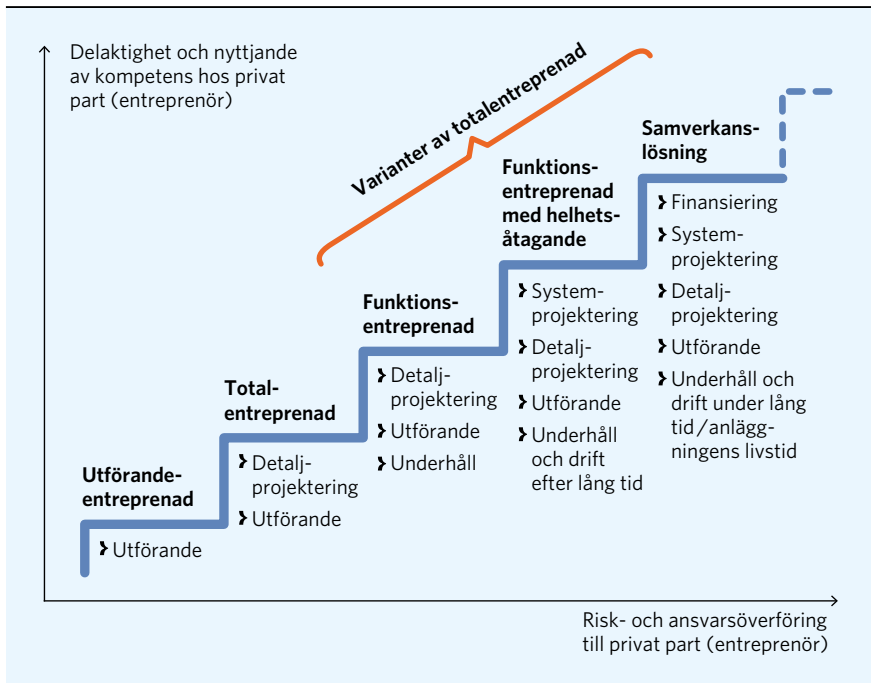 Delaktighet och nyttjande
av kompetens hos privat
part (entreprenör)
Varianter av totalentreprenad
Utförande-
entreprenad
Utförande
Total-
entreprenad
Detalj-
projektering
Utförande
Funktions-
entreprenad
Detalj-
projektering
Utförande
Underhåll
Funktions-
entreprenad
med helhets-
åtagande
System-
projektering
Detalj-
projektering
Utförande
Underhåll
och drift
efter lång tid
Samverkans-
lösning
Finansiering
System-
projektering
Detalj-
projektering
Utförande
Underhåll och
drift under lång
tid/anlägg-
ningens livstid
Risk- och ansvarsöverföring
till privat part (entreprenör)